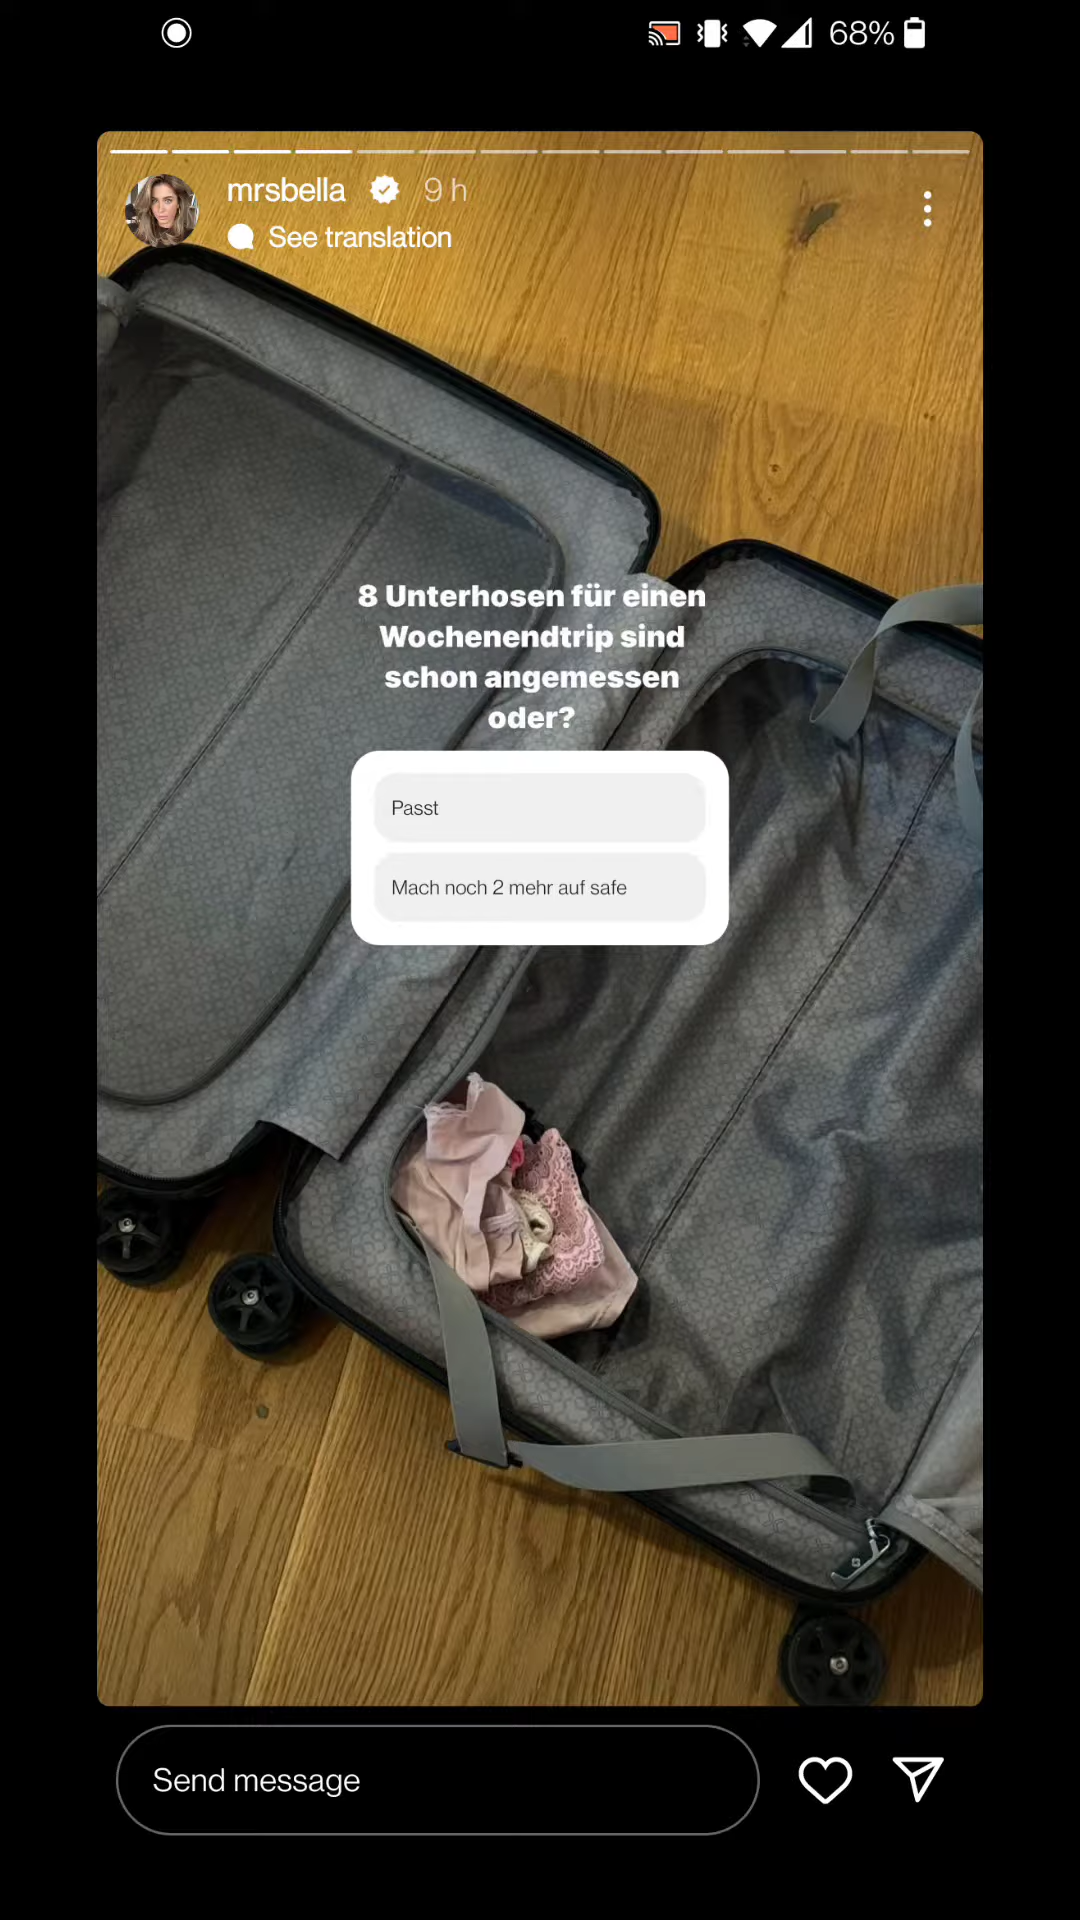 68%
mrsbella 9 h
See translation
8 Unterhosen für einen
Wochenendtrip sind
schon angemessen
oder?
Passt
Mach noch 2 mehr auf safe
Send message